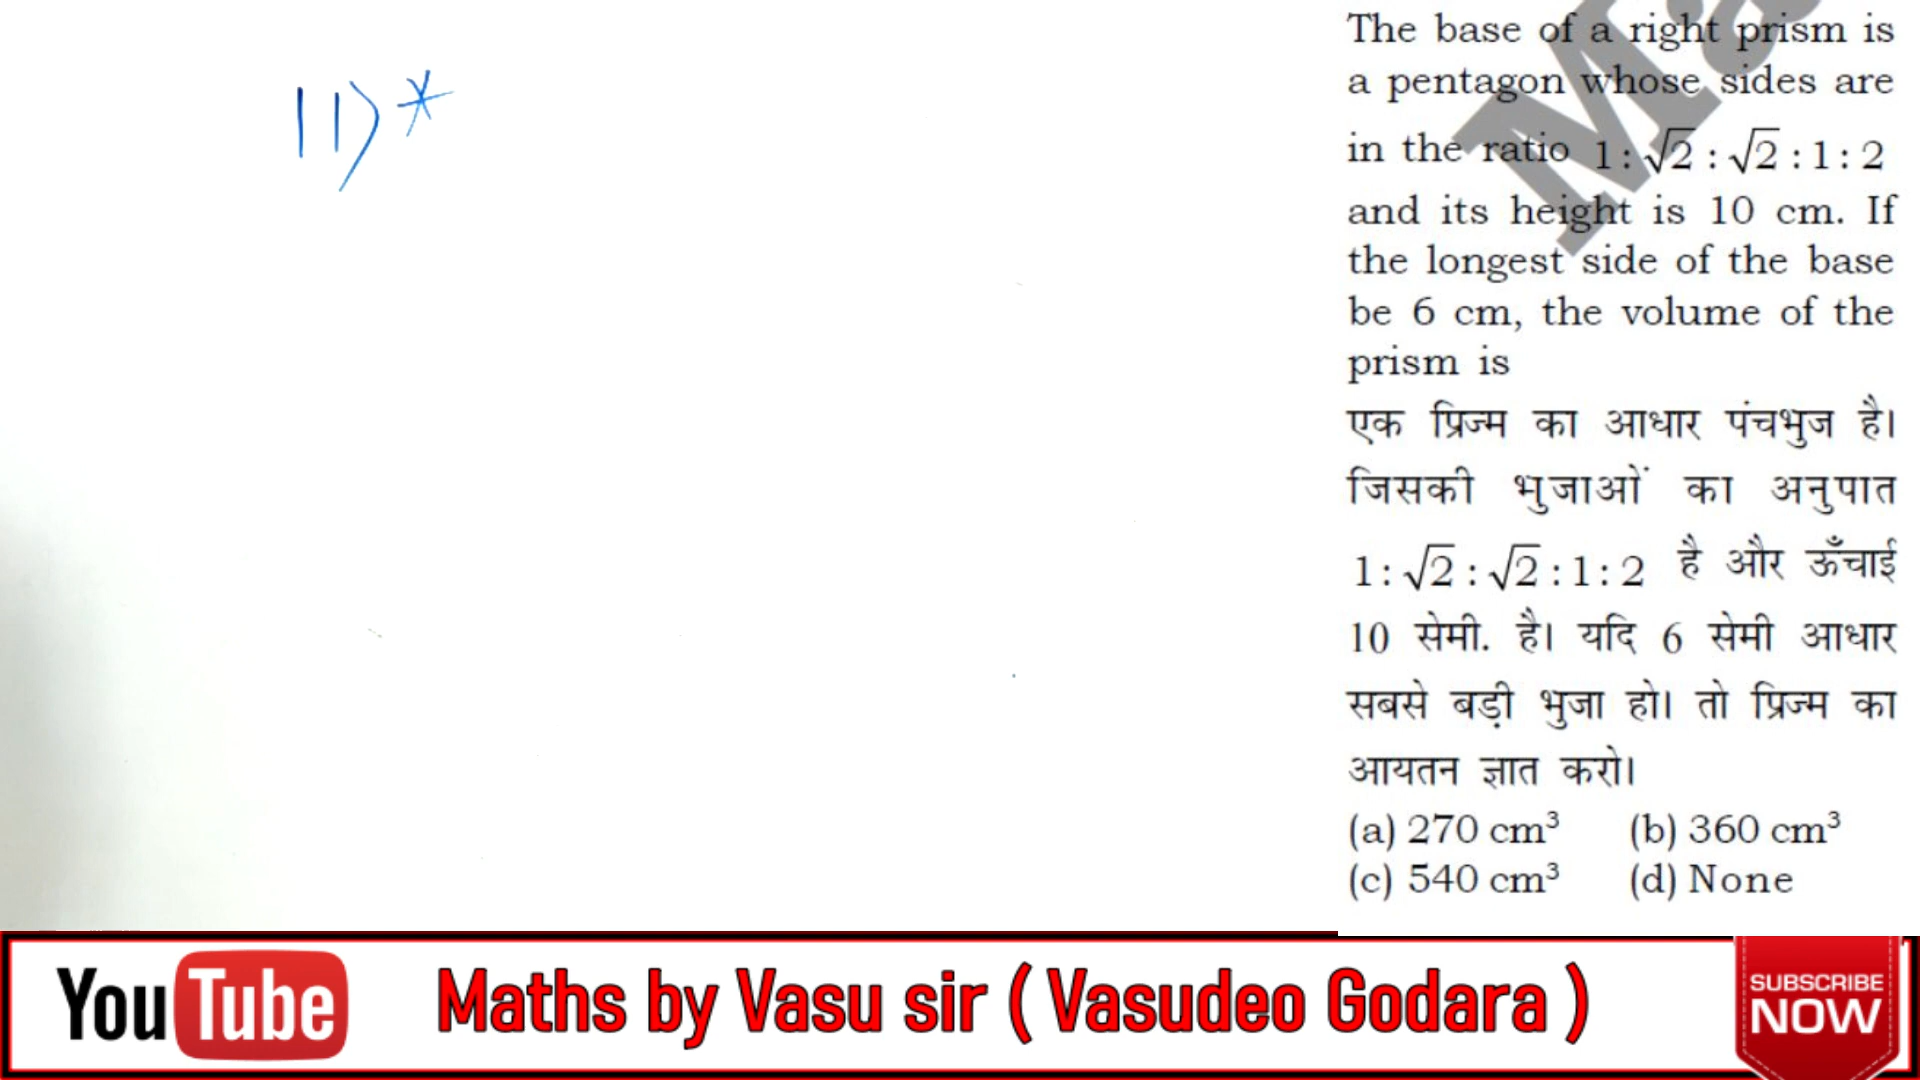 11) *
The base of a right prism is
a pentagon whose sides are
in the ratio 1 : √2 : √2 : 1 : 2
and its height is 10 cm. If
the longest side of the base
be 6 cm, the volume of the
prism is
एक प्रिज्म का आधार पंचभुज है।
जिसकी भुजाओं का अनुपात
1 : √2 : √2 : 1 : 2 है और ऊँचाई
10 सेमी. है। यदि 6 सेमी आधार
सबसे बड़ी भुजा हो। तो प्रिज्म का
आयतन ज्ञात करो।
(a) 270 cm³ (b) 360 cm³
(c) 540 cm³ (d) None
YouTube
Maths by Vasu sir ( Vasudeo Godara )
SUBSCRIBE
NOW